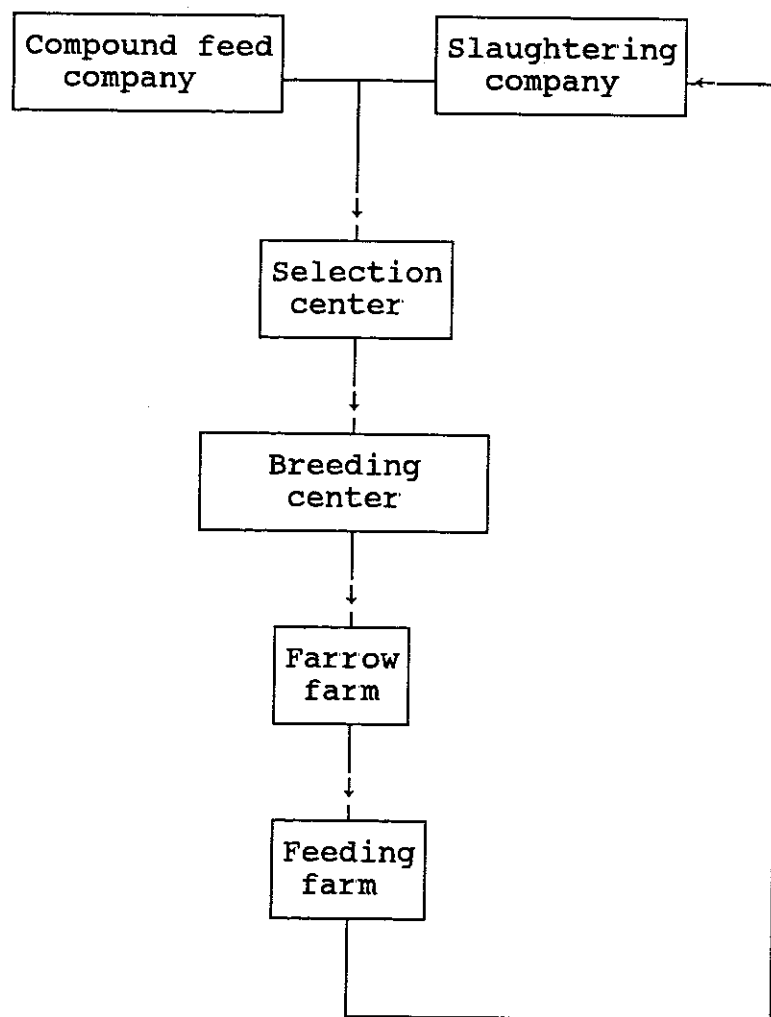 Compound feed
company
Slaughtering
company
Selection
center
Breeding
center
Farrow
farm
Feeding
farm